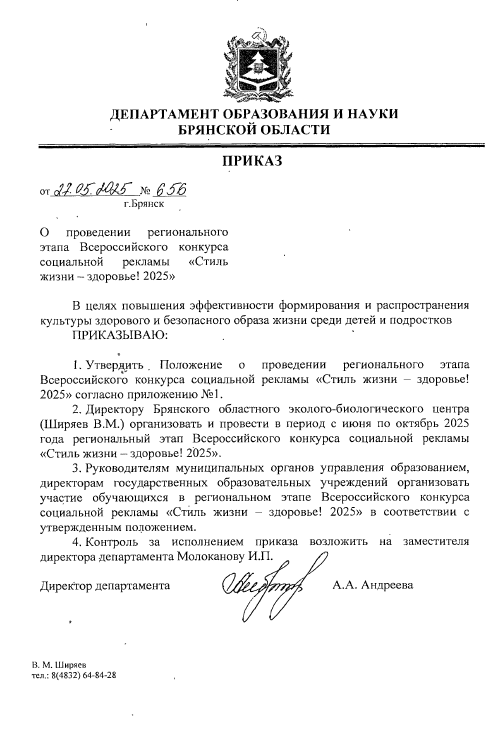 ДЕПАРТАМЕНТ ОБРАЗОВАНИЯ И НАУКИ
БРЯНСКОЙ ОБЛАСТИ
ПРИКАЗ
от 27.05.2025 № 656
г.Брянск
О проведении регионального
этапа Всероссийского конкурса
социальной рекламы «Стиль
жизни – здоровье! 2025»
В целях повышения эффективности формирования и распространения
культуры здорового и безопасного образа жизни среди детей и подростков
ПРИКАЗЫВАЮ:
1. Утвердить Положение о проведении регионального этапа
Всероссийского конкурса социальной рекламы «Стиль жизни – здоровье!
2025» согласно приложению №1.
2. Директору Брянского областного эколого-биологического центра
(Ширяев В.М.) организовать и провести в период с июня по октябрь 2025
года региональный этап Всероссийского конкурса социальной рекламы
«Стиль жизни – здоровье! 2025».
3. Руководителям муниципальных органов управления образованием,
директорам государственных образовательных учреждений организовать
участие обучающихся в региональном этапе Всероссийского конкурса
социальной рекламы «Стиль жизни – здоровье! 2025» в соответствии с
утвержденным положением.
4. Контроль за исполнением приказа возложить на заместителя
директора департамента Молоканову И.П.
Директор департамента А.А. Андреева
В. М. Ширяев
тел.: 8(4832) 64-84-28